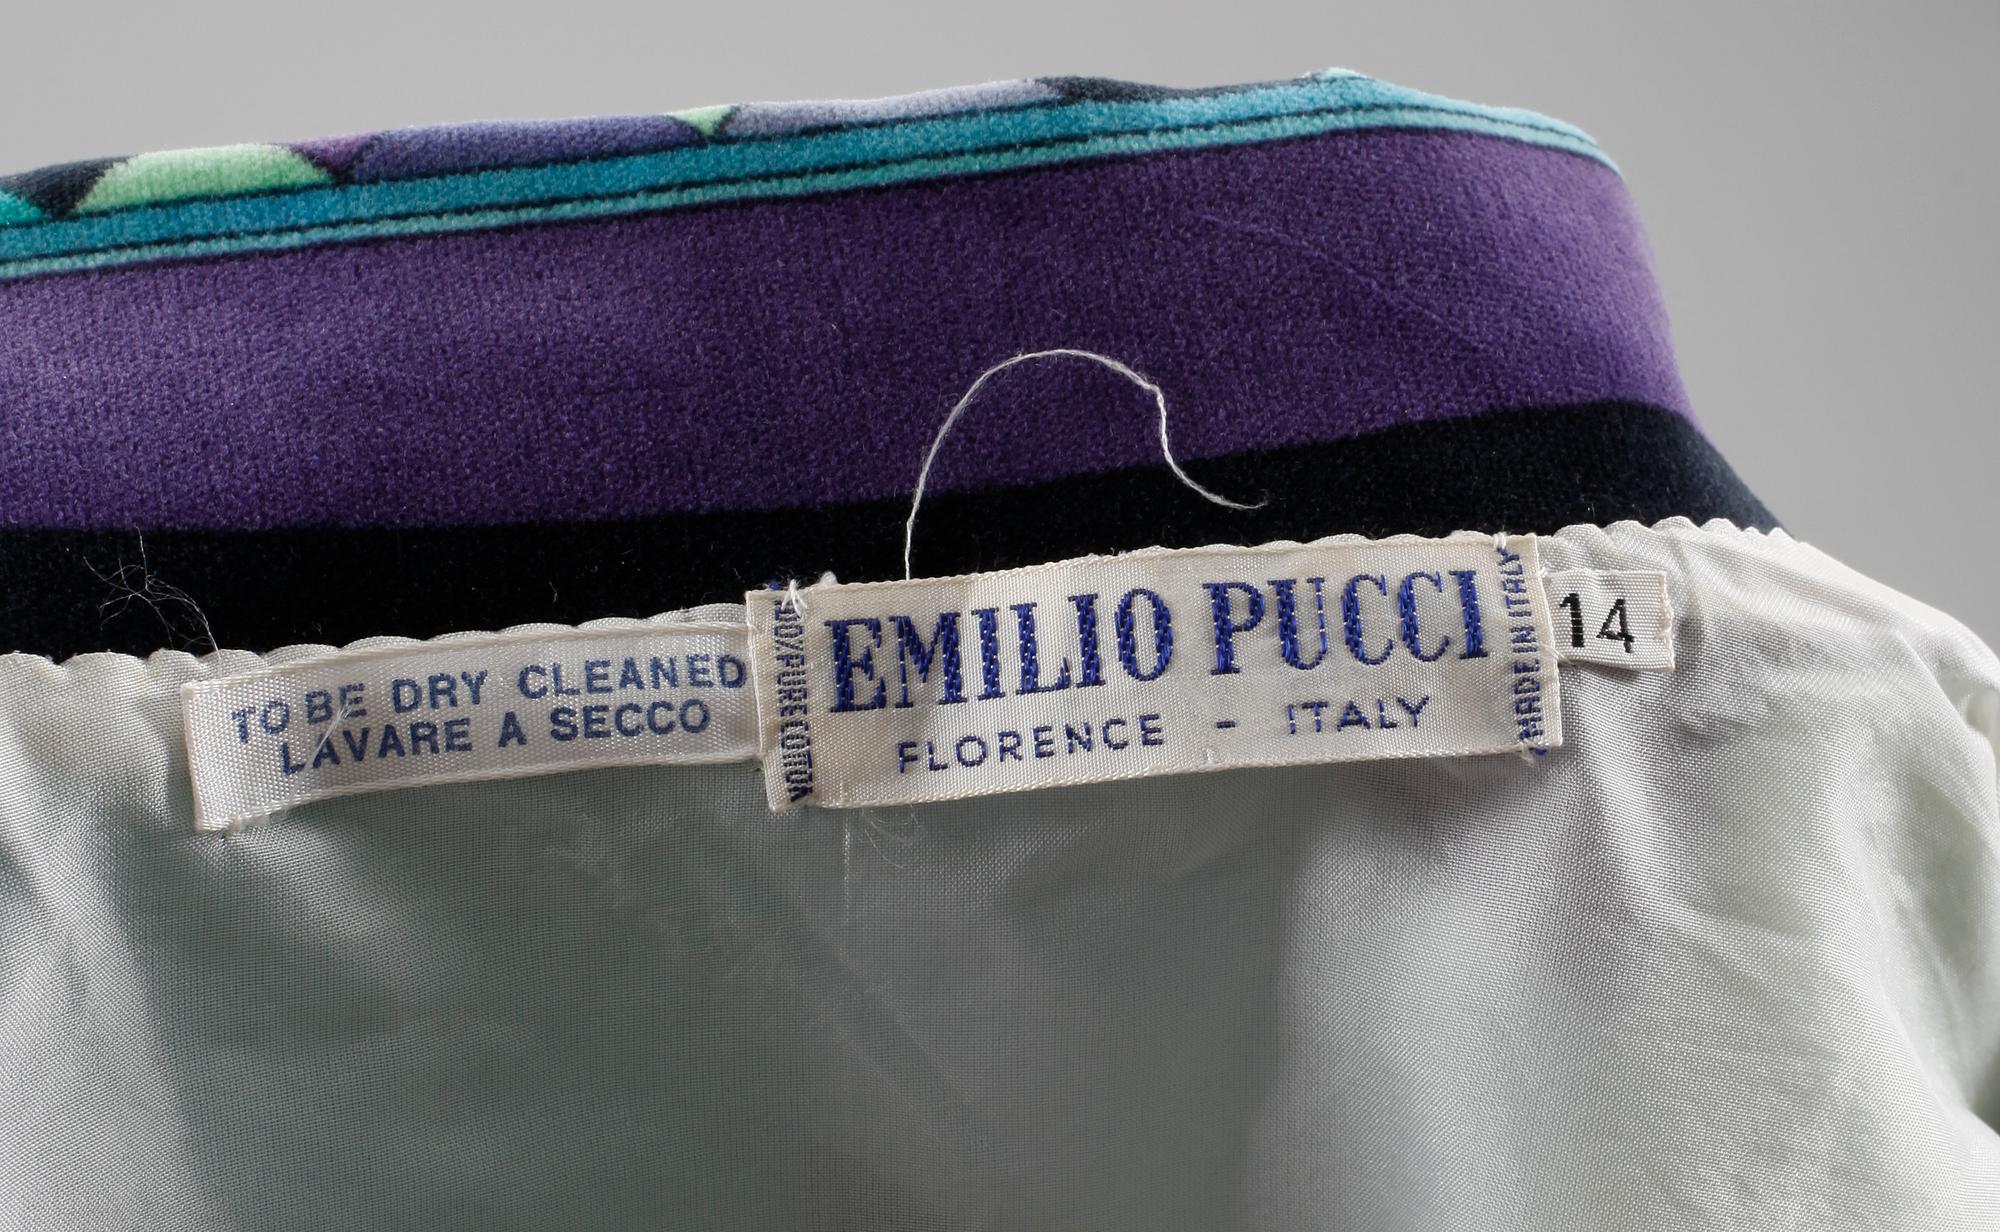 TO BE DRY CLEANED
LAVARE A SECCO
EMILIO PUCCI
FLORENCE - ITALY
MADE IN ITALY
14